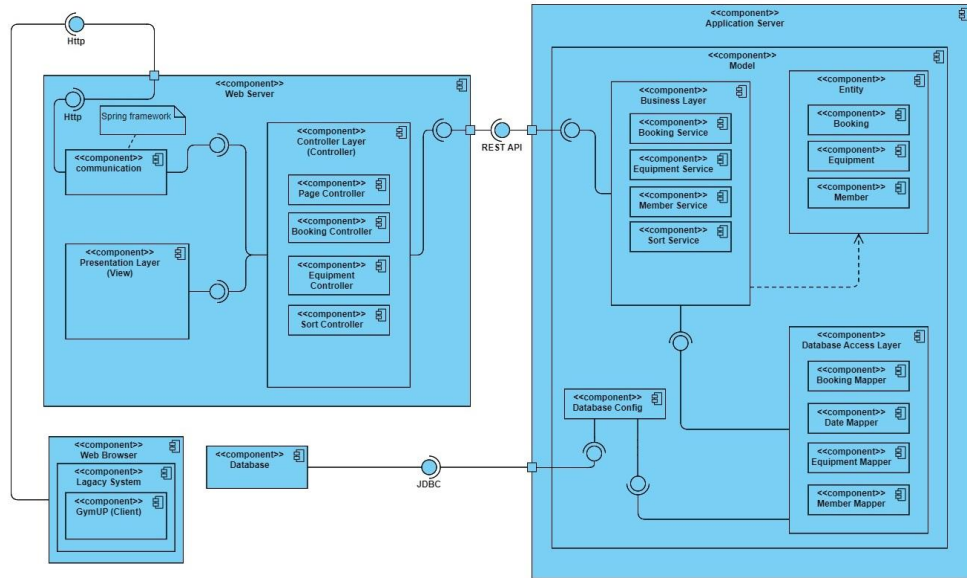 Http
<<component>>
Web Server
Http
Spring framework
<<component>>
communication
<<component>>
Presentation Layer
(View)
<<component>>
Controller Layer
(Controller)
<<component>>
Page Controller
<<component>>
Booking Controller
<<component>>
Equipment
Controller
<<component>>
Sort Controller
REST API
<<component>>
Application Server
<<component>>
Model
<<component>>
Business Layer
<<component>>
Booking Service
<<component>>
Equipment Service
<<component>>
Member Service
<<component>>
Sort Service
<<component>>
Entity
<<component>>
Booking
<<component>>
Equipment
<<component>>
Member
<<component>>
Database Access Layer
<<component>>
Booking Mapper
<<component>>
Date Mapper
<<component>>
Equipment Mapper
<<component>>
Member Mapper
<<component>>
Database Config
<<component>>
Web Browser
<<component>>
Lagacy System
<<component>>
GymUP (Client)
<<component>>
Database
JDBC